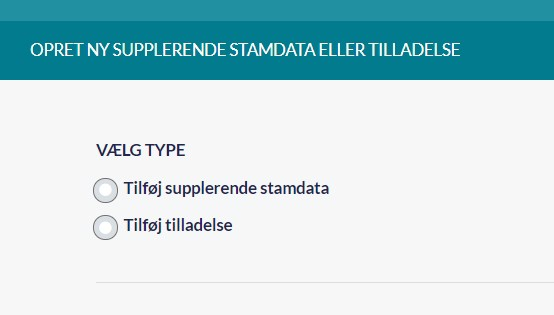 OPRET NY SUPPLERENDE STAMDATA ELLER TILLADELSE
VÆLG TYPE
Tilføj supplerende stamdata
Tilføj tilladelse